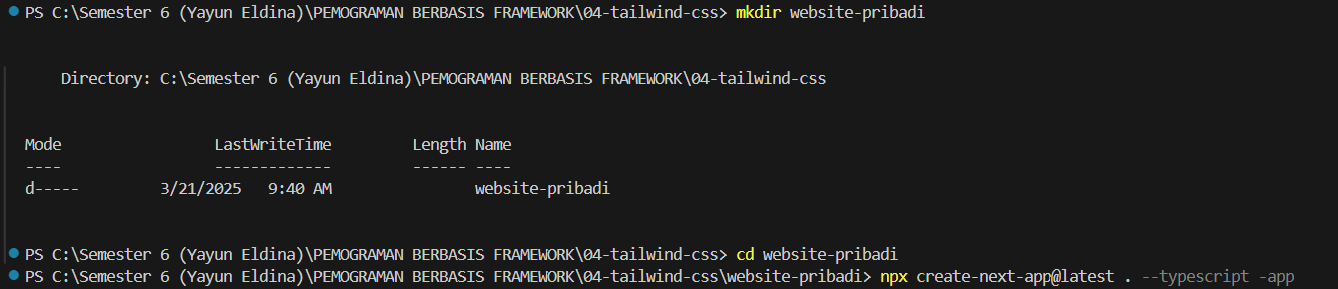 PS C:\Semester 6 (Yayun Eldina)\PEMOGRAMAN BERBASIS FRAMEWORK\04-tailwind-css> mkdir website-pribadi
Directory: C:\Semester 6 (Yayun Eldina)\PEMOGRAMAN BERBASIS FRAMEWORK\04-tailwind-css
Mode                 LastWriteTime         Length Name
----                 -------------         ------ ----
d-----         3/21/2025   9:40 AM                website-pribadi
PS C:\Semester 6 (Yayun Eldina)\PEMOGRAMAN BERBASIS FRAMEWORK\04-tailwind-css> cd website-pribadi
PS C:\Semester 6 (Yayun Eldina)\PEMOGRAMAN BERBASIS FRAMEWORK\04-tailwind-css\website-pribadi> npx create-next-app@latest . --typescript -app